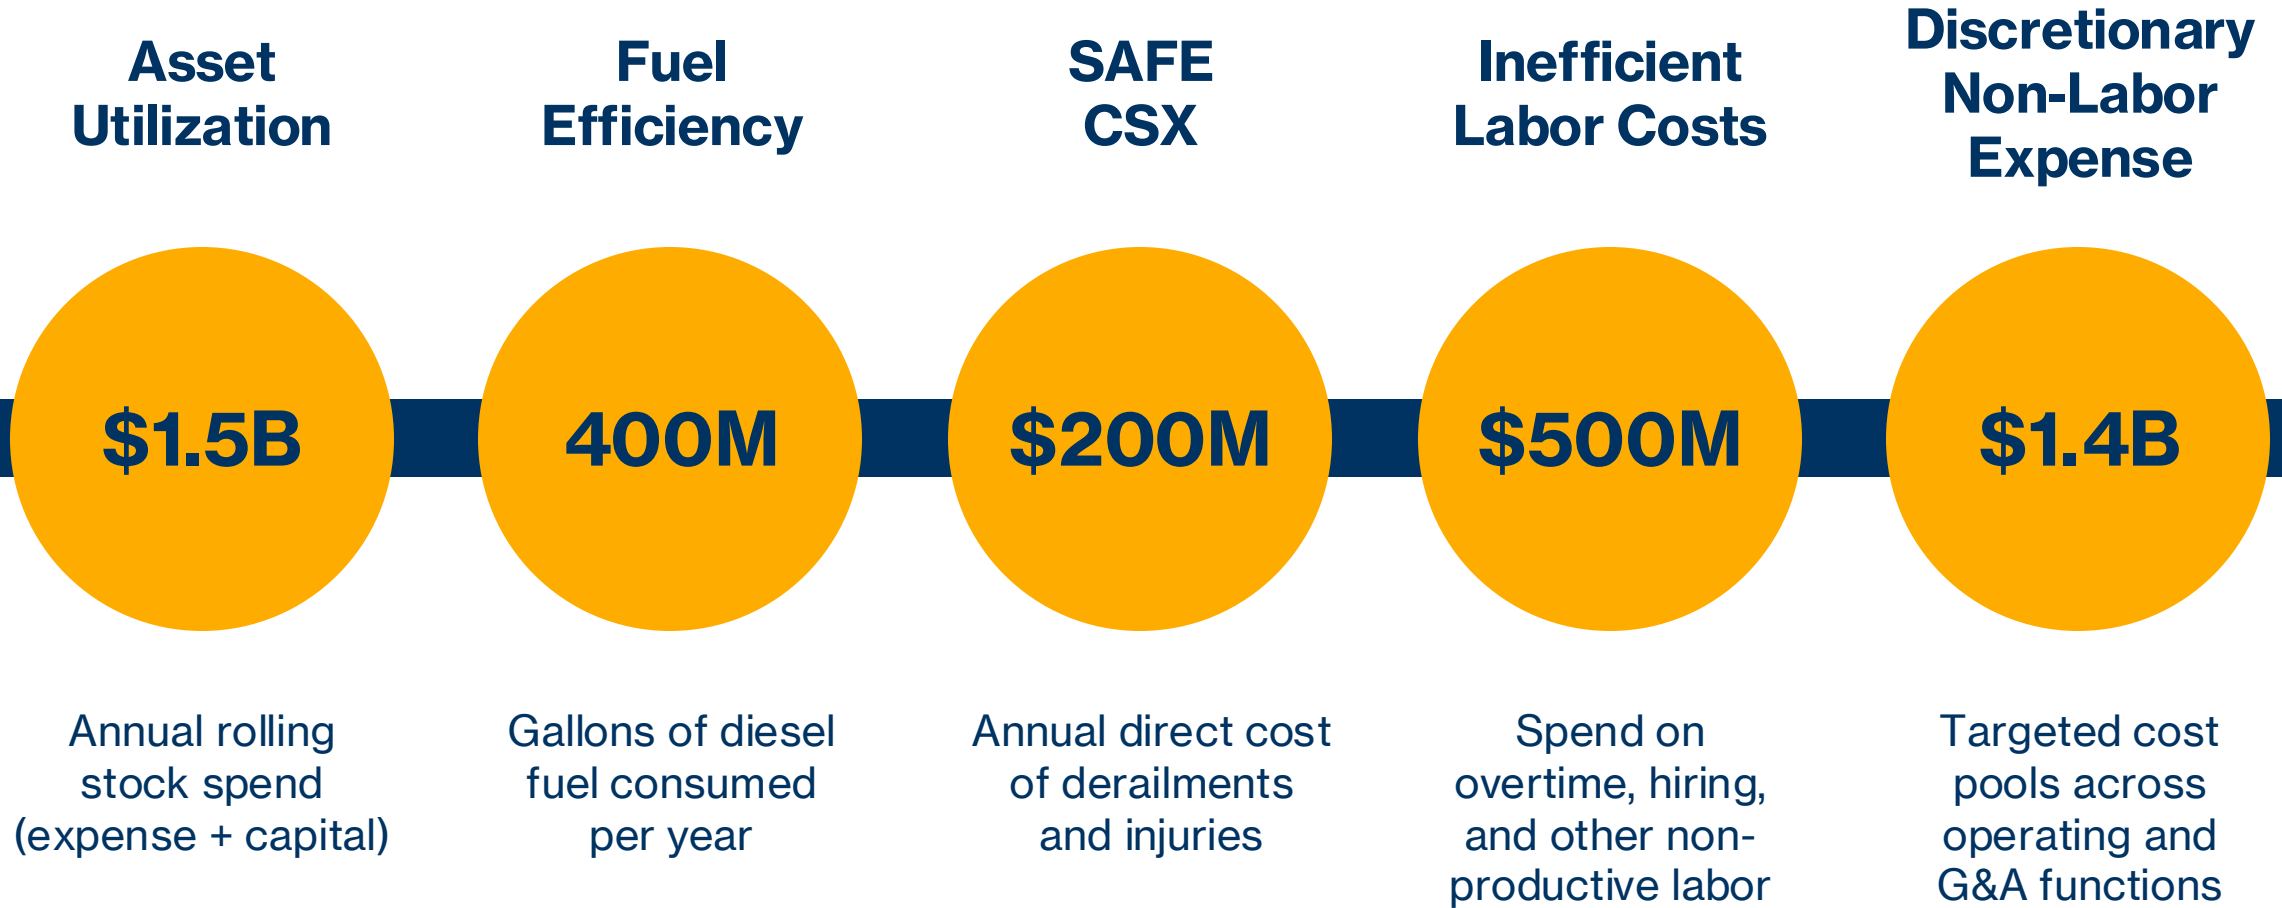 Asset
Utilization
$1.5B
Annual rolling
stock spend
(expense + capital)
Fuel
Efficiency
400M
Gallons of diesel
fuel consumed
per year
SAFE
CSX
$200M
Annual direct cost
of derailments
and injuries
Inefficient
Labor Costs
$500M
Spend on
overtime, hiring,
and other non-
productive labor
Discretionary
Non-Labor
Expense
$1.4B
Targeted cost
pools across
operating and
G&A functions